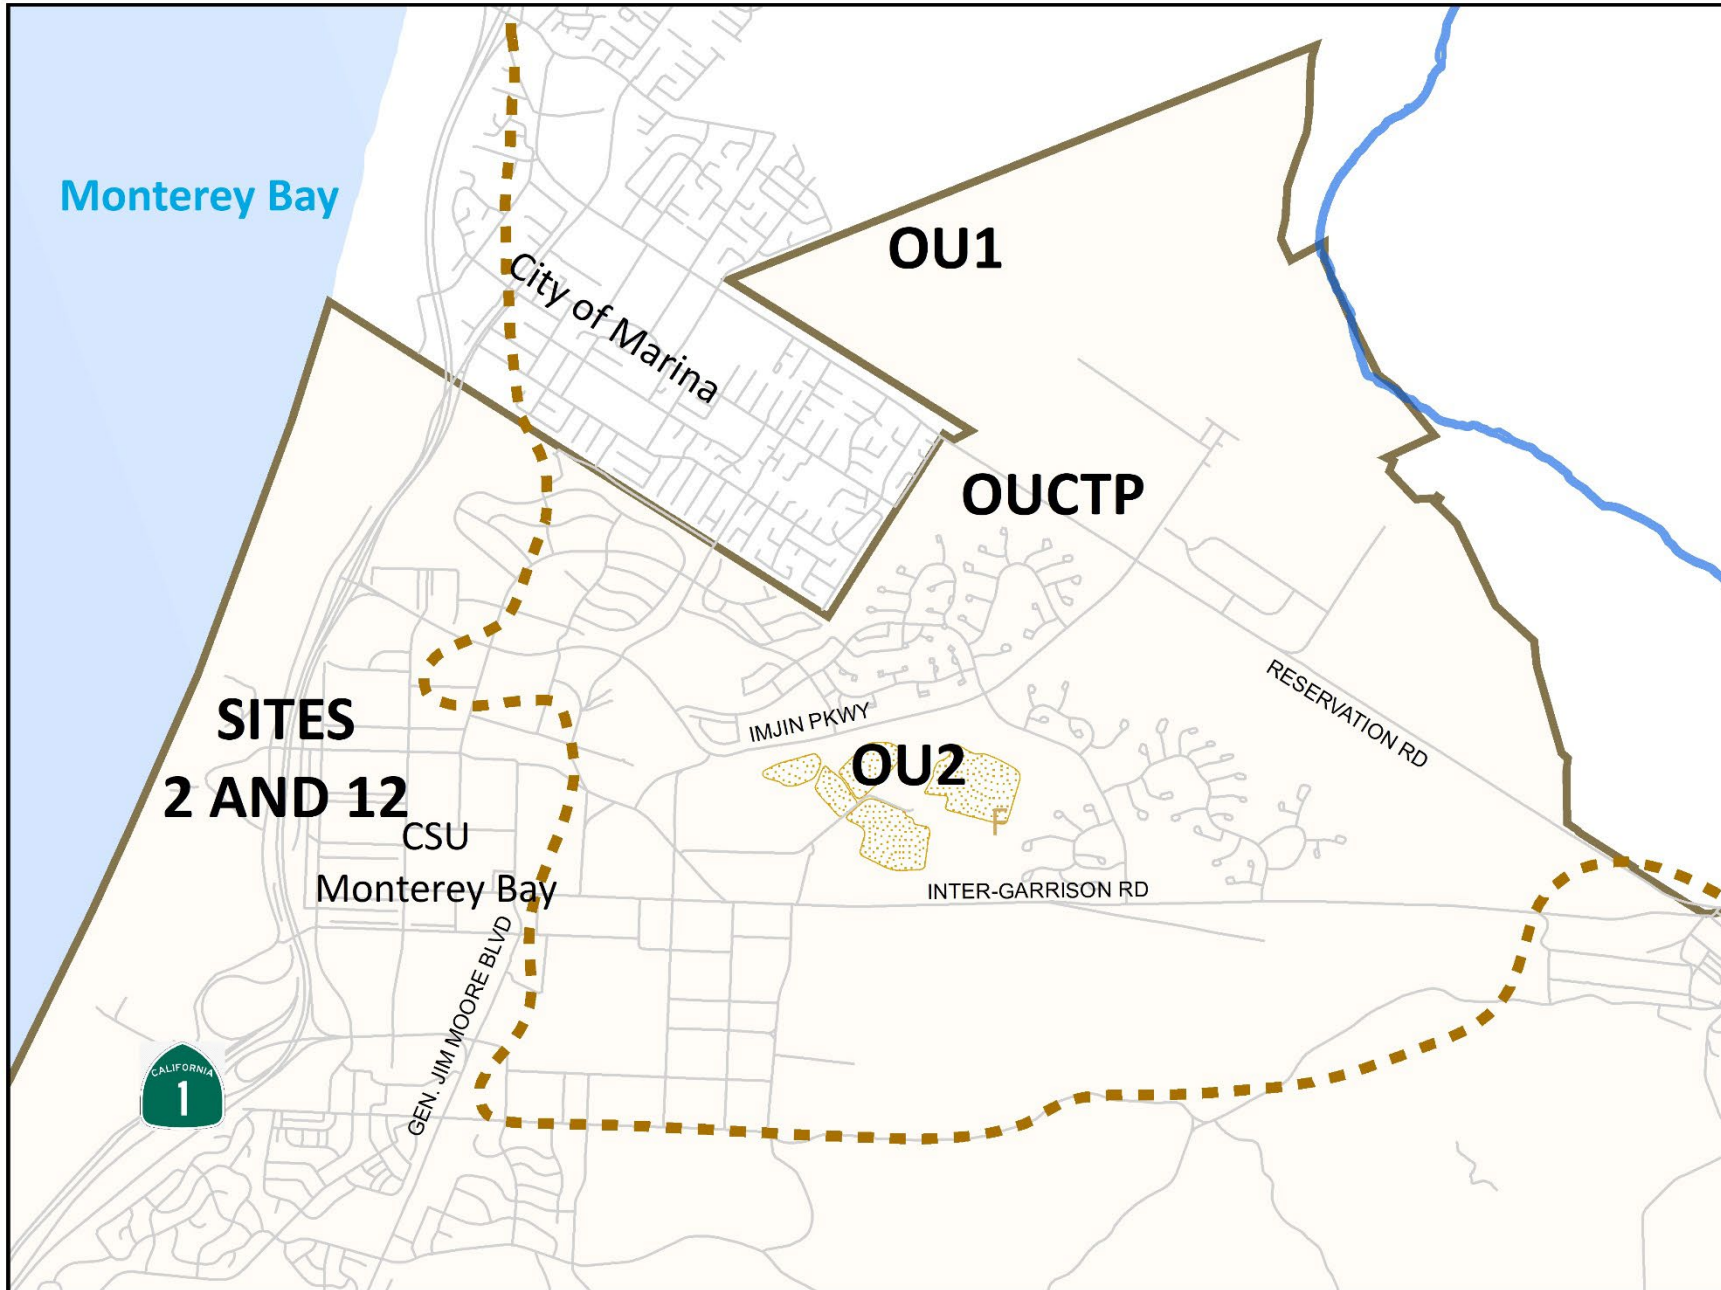 Monterey Bay
OU1
City of Marina
OUCTP
RESERVATION RD
SITES
2 AND 12
IMJIN PKWY
OU2
F
CSU
Monterey Bay
INTER-GARRISON RD
GEN. JIM MOORE BLVD
CALIFORNIA
1